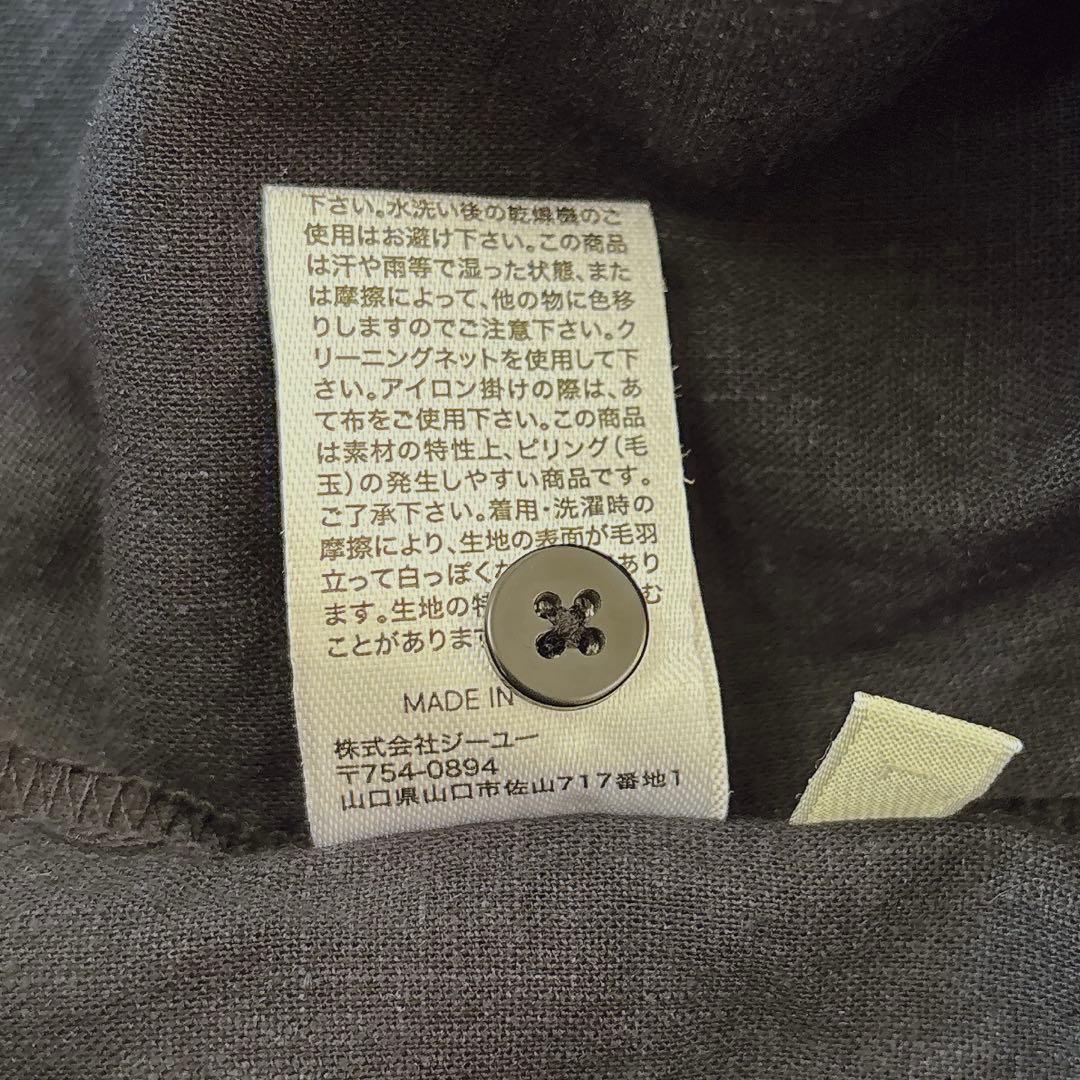 下さい。水洗い後の乾燥機のご
使用はお避け下さい。この商品
は汗や雨等で湿った状態、また
は摩擦によって、他の物に色移
りしますのでご注意下さい。ク
リーニングネットを使用して下
さい。アイロン掛けの際は、あ
て布をご使用下さい。この商品
は素材の特性上、ピリング(毛
玉)の発生しやすい商品です。
ご了承下さい。着用・洗濯時の
摩擦により、生地の表面が毛羽
立って白っぽく あり
ます。生地の特 む
ことがあります
MADE IN
株式会社ジーユー
〒754-0894
山口県山口市佐山717番地1